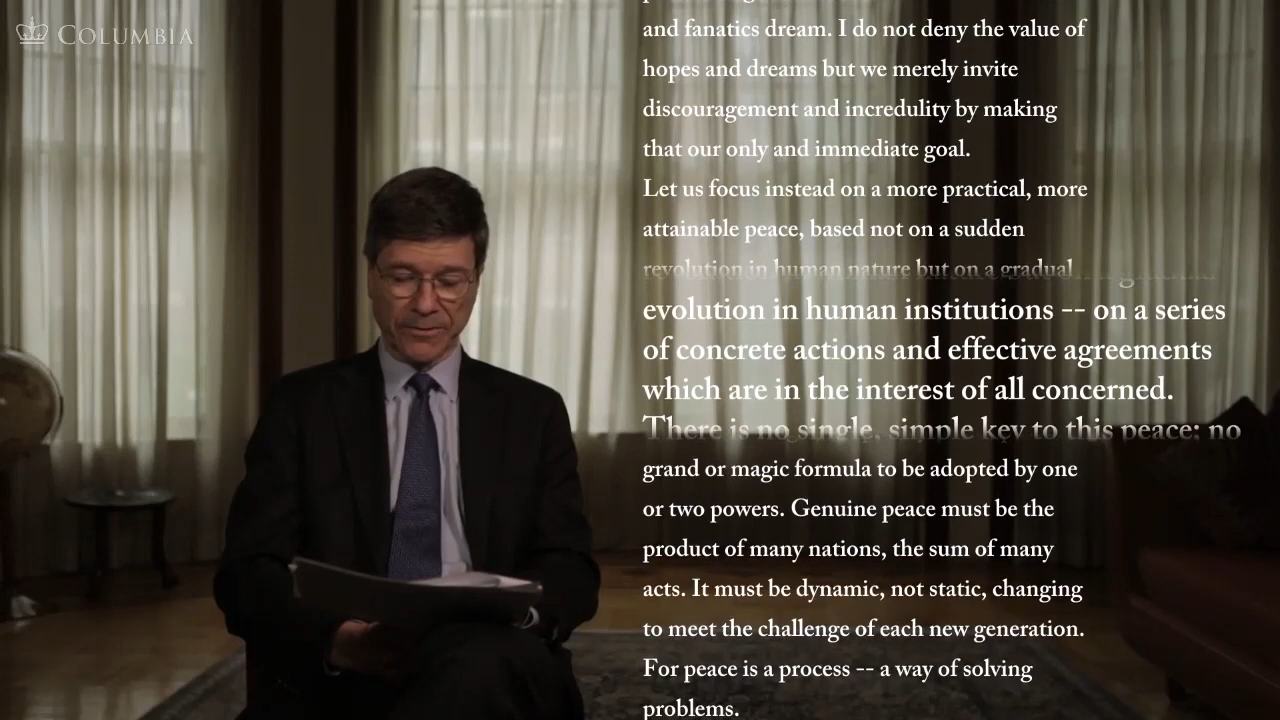 COLUMBIA
and fanatics dream. I do not deny the value of
hopes and dreams but we merely invite
discouragement and incredulity by making
that our only and immediate goal.
Let us focus instead on a more practical, more
attainable peace, based not on a sudden
revolution in human nature but on a gradual
evolution in human institutions -- on a series
of concrete actions and effective agreements
which are in the interest of all concerned.
There is no single, simple key to this peace; no
grand or magic formula to be adopted by one
or two powers. Genuine peace must be the
product of many nations, the sum of many
acts. It must be dynamic, not static, changing
to meet the challenge of each new generation.
For peace is a process -- a way of solving
problems.